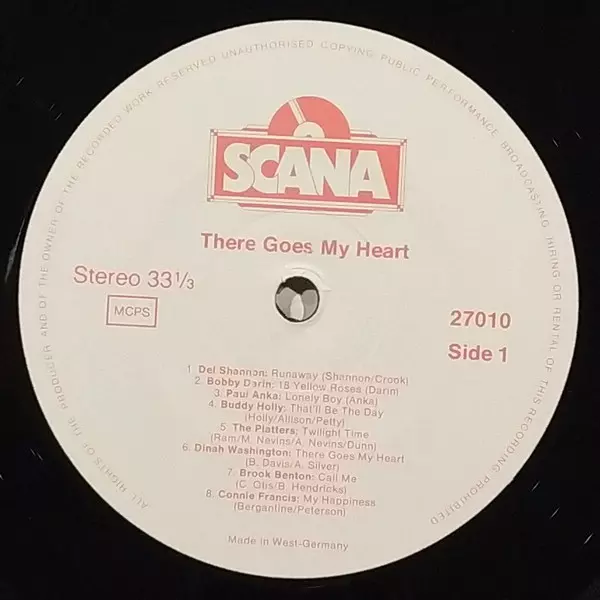 ALL RIGHTS OF THE PRODUCER AND OF THE OWNER OF THE RECORDED WORK RESERVED UNAUTHORISED COPYING PUBLIC PERFORMANCE BROADCASTING HIRING OR RENTAL OF THIS RECORDING PROHIBITED
SCANA
There Goes My Heart
Stereo 33 1/3
MCPS
27010
Side 1
1. Del Shannon: Runaway (Shannon/Crook)
2. Bobby Darin: 18 Yellow Roses (Darin)
3. Paul Anka: Lonely Boy (Anka)
4. Buddy Holly: That'll Be The Day
(Holly/Allison/Petty)
5. The Platters: Twilight Time
(Ram/M. Nevins/A. Nevins/Dunn)
6. Dinah Washington: There Goes My Heart
(B. Davis/A. Silver)
7. Brook Benton: Call Me
(C. Otis/B. Hendricks)
8. Connie Francis: My Happiness
(Bergantine/Peterson)
Made in West-Germany